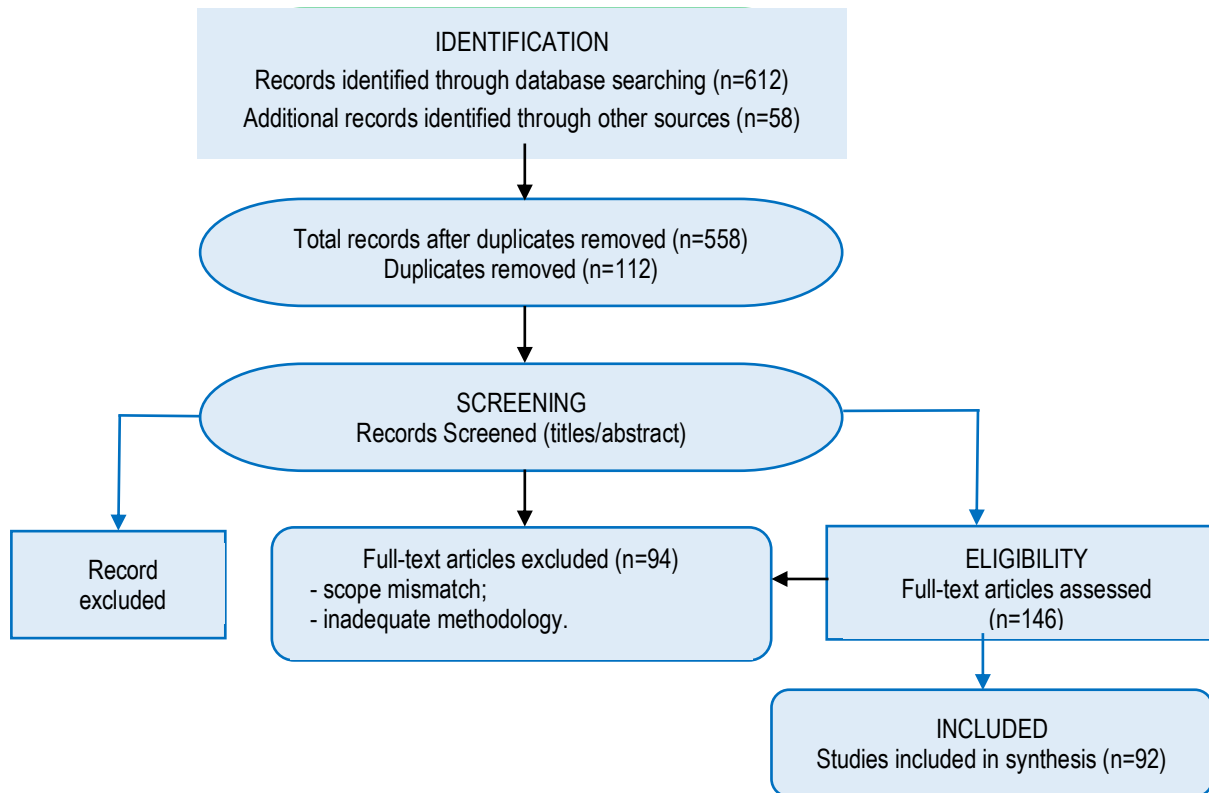 IDENTIFICATION
Records identified through database searching (n=612)
Additional records identified through other sources (n=58)
Total records after duplicates removed (n=558)
Duplicates removed (n=112)
SCREENING
Records Screened (titles/abstract)
Record
excluded
Full-text articles excluded (n=94)
- scope mismatch;
- inadequate methodology.
ELIGIBILITY
Full-text articles assessed
(n=146)
INCLUDED
Studies included in synthesis (n=92)